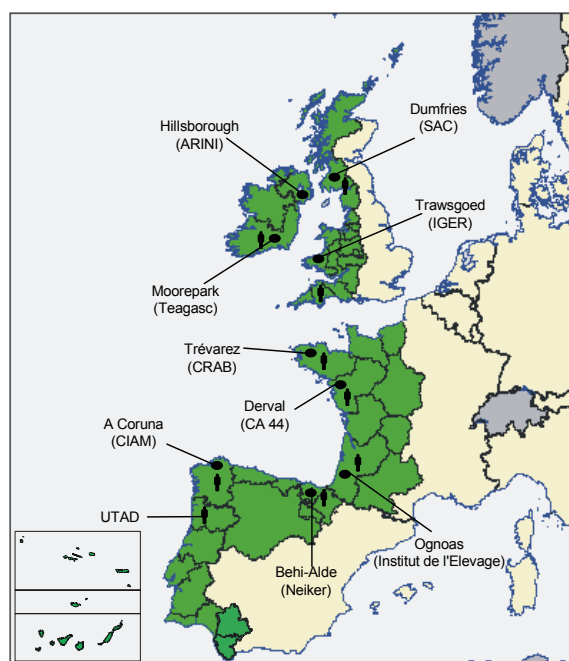 Dumfries
(SAC)
Hillsborough
(ARINI)
Trawsgoed
(IGER)
Moorepark
(Teagasc)
Trévarez
(CRAB)
Derval
(CA 44)
A Coruna
(CIAM)
UTAD
Ognoas
(Institut de l'Elevage)
Behi-Alde
(Neiker)